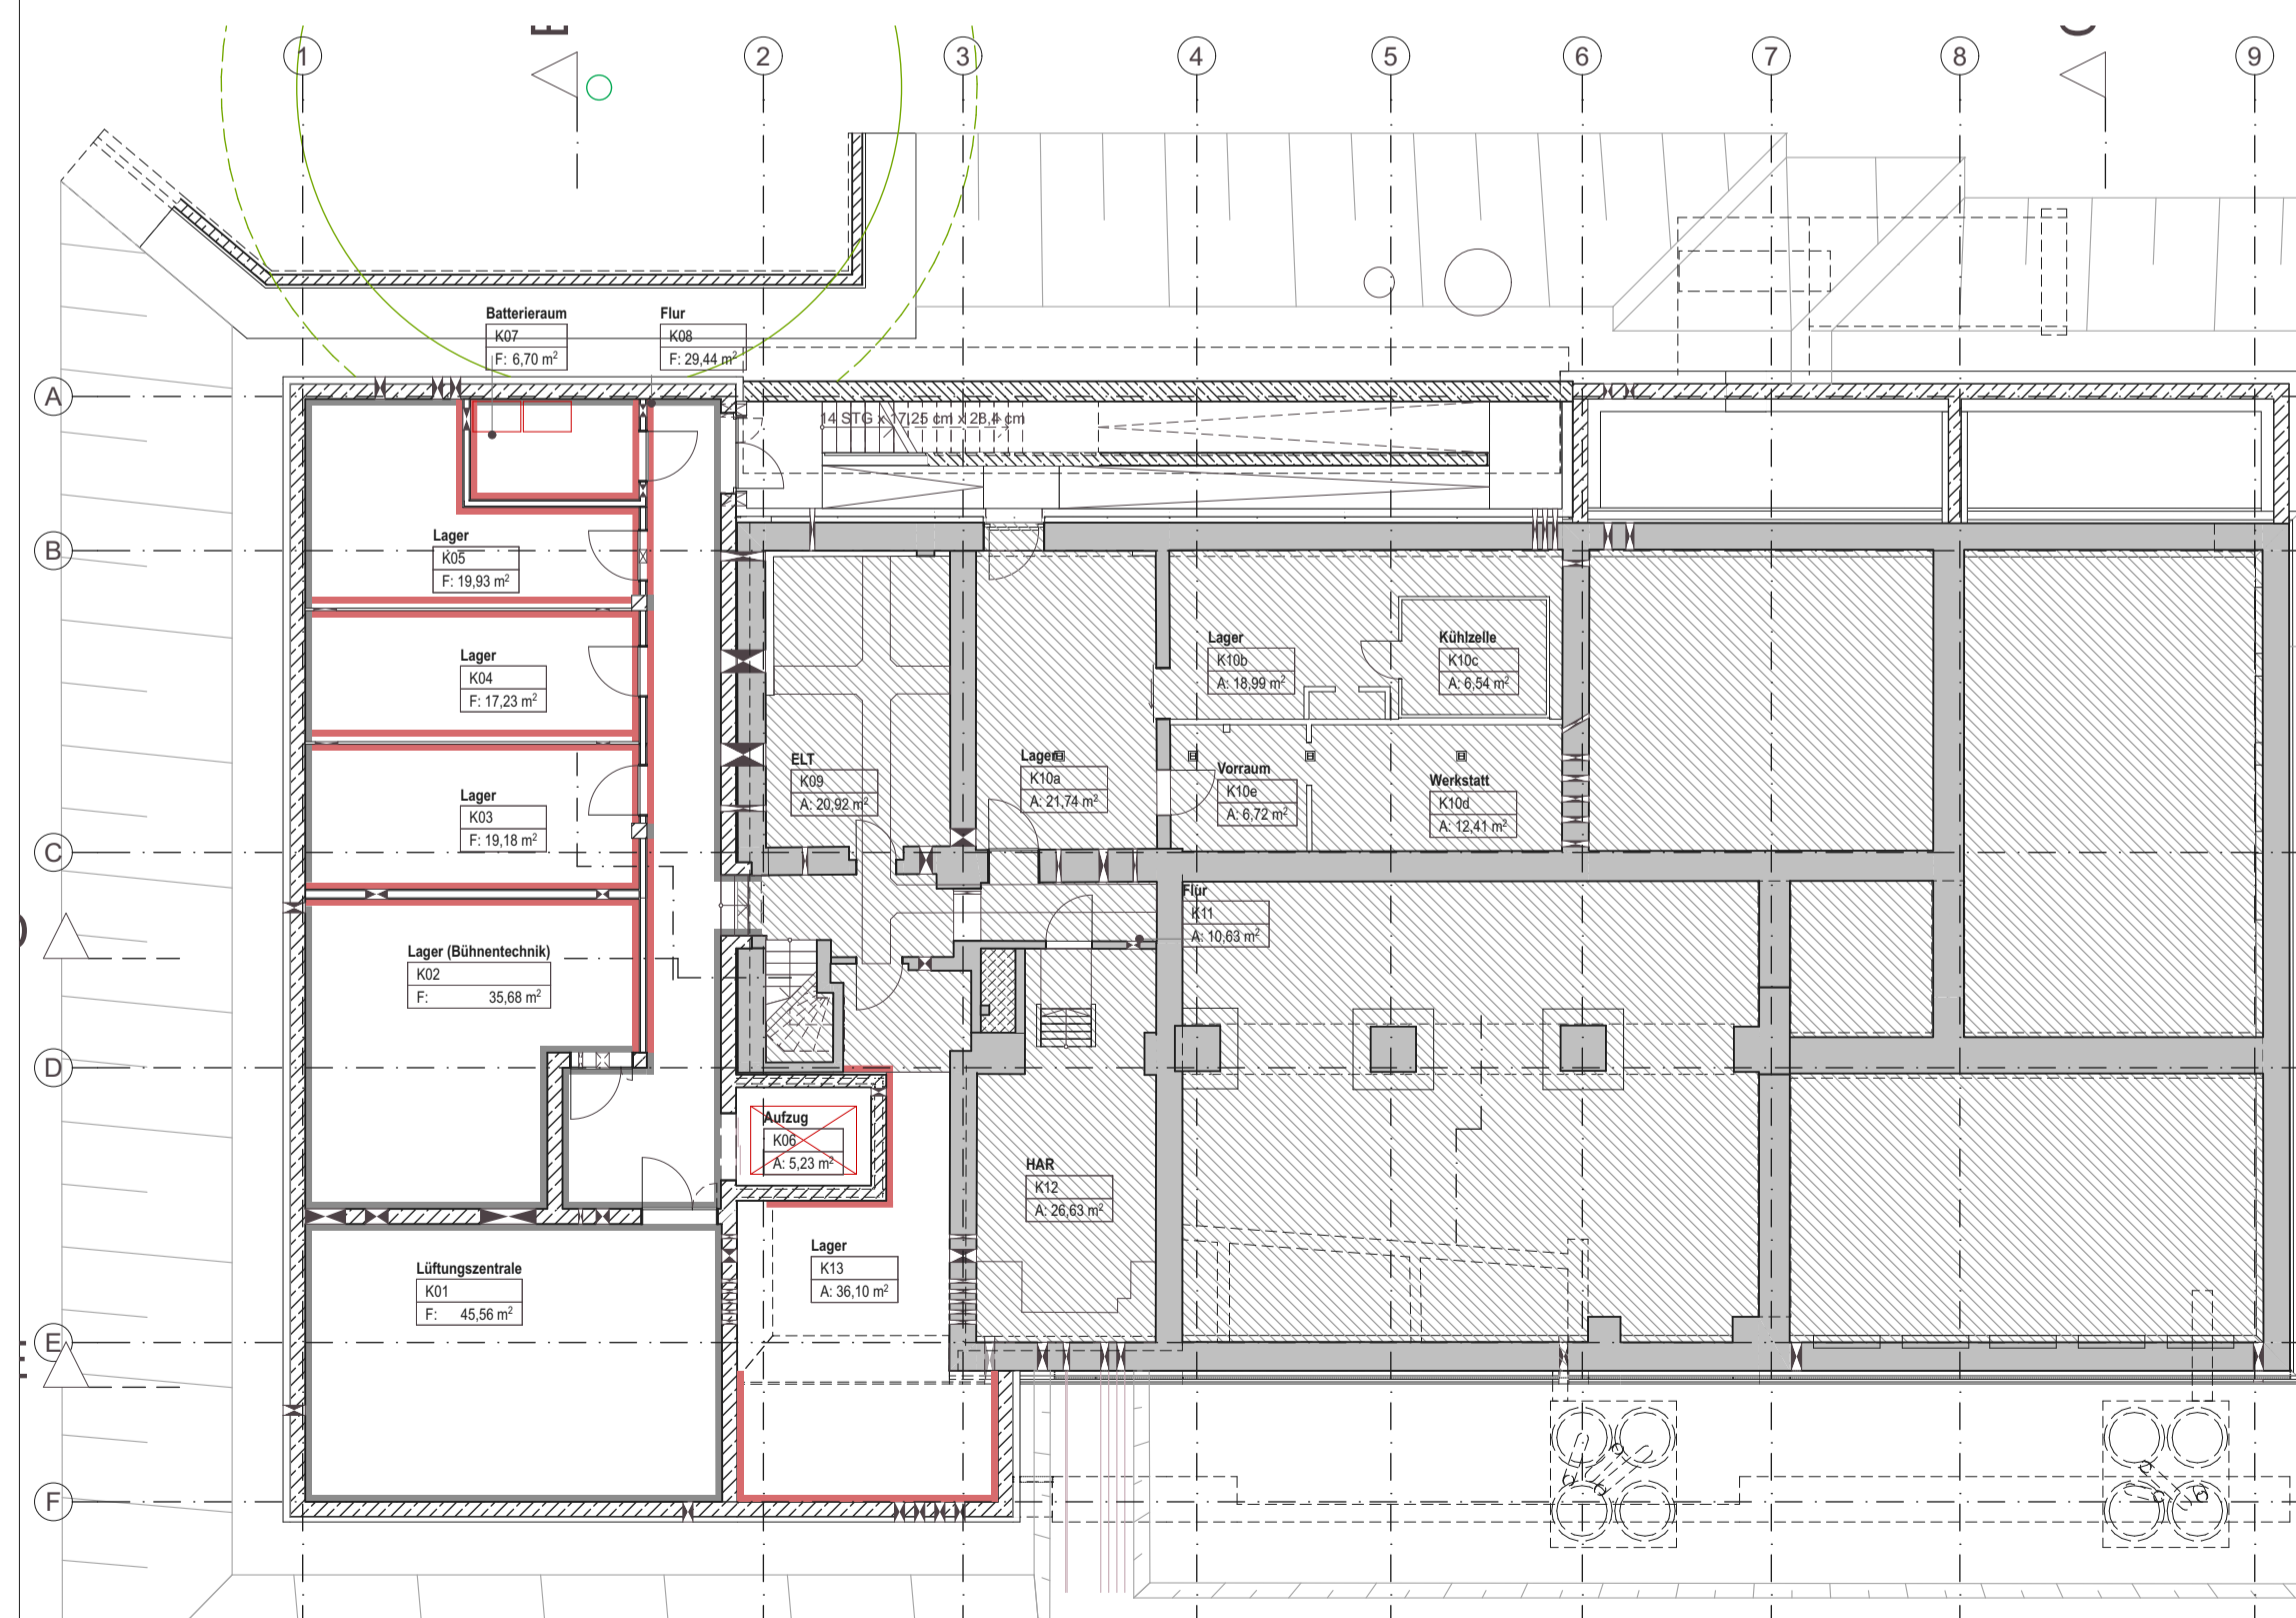 E
C
1
2
3
4
5
6
7
8
9
Batterieraum
K07
F: 6,70 m²
Flur
K08
F: 29,44 m²
A
14 STG x 17,25 cm x 28,4 cm
B
Lager
K05
F: 19,93 m²
Lager
K04
F: 17,23 m²
Lager
K10b
A: 18,99 m²
Kühlzelle
K10c
A: 6,54 m²
ELT
K09
A: 20,92 m²
Lager
K10a
A: 21,74 m²
Vorraum
K10e
A: 6,72 m²
Werkstatt
K10d
A: 12,41 m²
Lager
K03
F: 19,18 m²
C
Flur
K11
A: 10,63 m²
Lager (Bühnentechnik)
K02
F: 35,68 m²
D
Aufzug
K06
A: 5,23 m²
HAR
K12
A: 26,63 m²
Lager
K13
A: 36,10 m²
Lüftungszentrale
K01
F: 45,56 m²
E
F